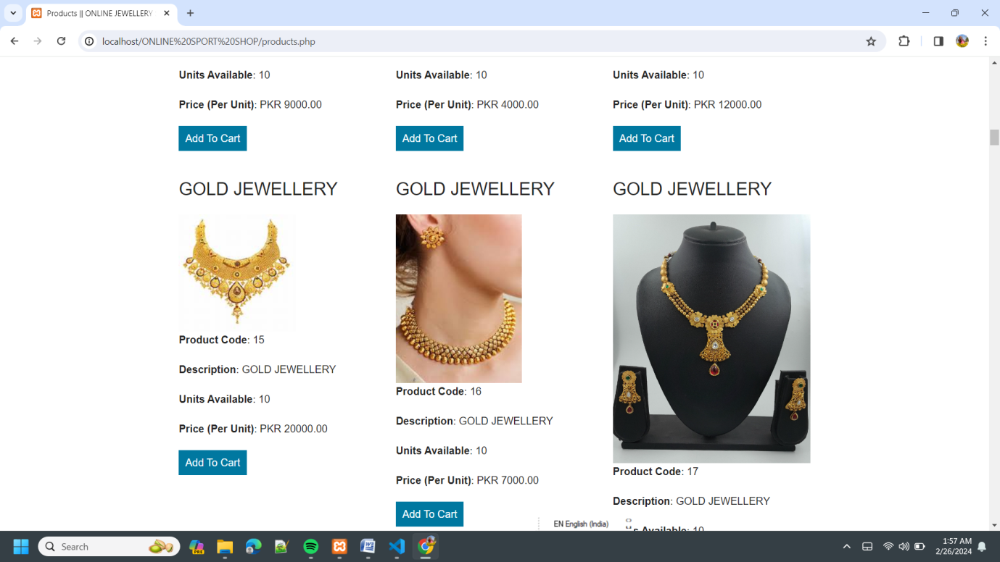 Products || ONLINE JEWELLERY
localhost/ONLINE%20SPORT%20SHOP/products.php
Units Available: 10
Units Available: 10
Units Available: 10
Price (Per Unit): PKR 9000.00
Price (Per Unit): PKR 4000.00
Price (Per Unit): PKR 12000.00
Add To Cart
Add To Cart
Add To Cart
GOLD JEWELLERY
GOLD JEWELLERY
GOLD JEWELLERY
Product Code: 15
Description: GOLD JEWELLERY
Units Available: 10
Price (Per Unit): PKR 20000.00
Add To Cart
Product Code: 16
Description: GOLD JEWELLERY
Units Available: 10
Price (Per Unit): PKR 7000.00
Add To Cart
Product Code: 17
Description: GOLD JEWELLERY
s Available: 10
EN English (India)
Search
PRE
1:57 AM
2/26/2024